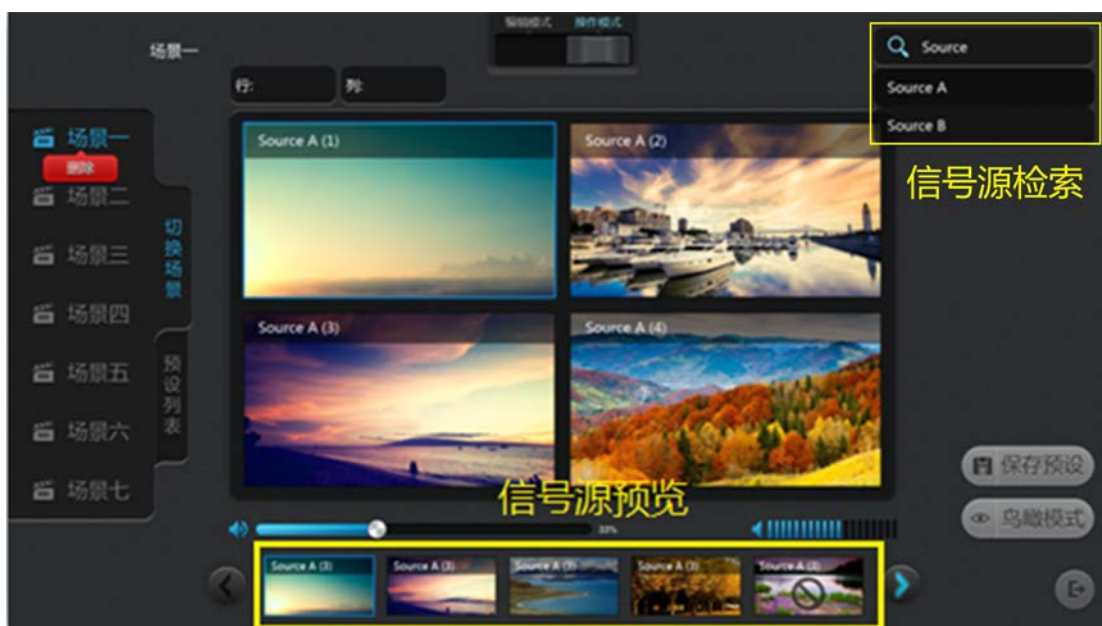 编辑模式 操作模式
场景一
Source
行: 列:
Source A
Source B
信号源检索
场景一
删除
场景二
场景三
场景四
场景五
场景六
场景七
切换场景
预设列表
Source A (1)
Source A (2)
Source A (3)
Source A (4)
信号源预览
33%
保存预设
鸟瞰模式
Source A (3)
Source A (3)
Source A (3)
Source A (3)
Source A (3)